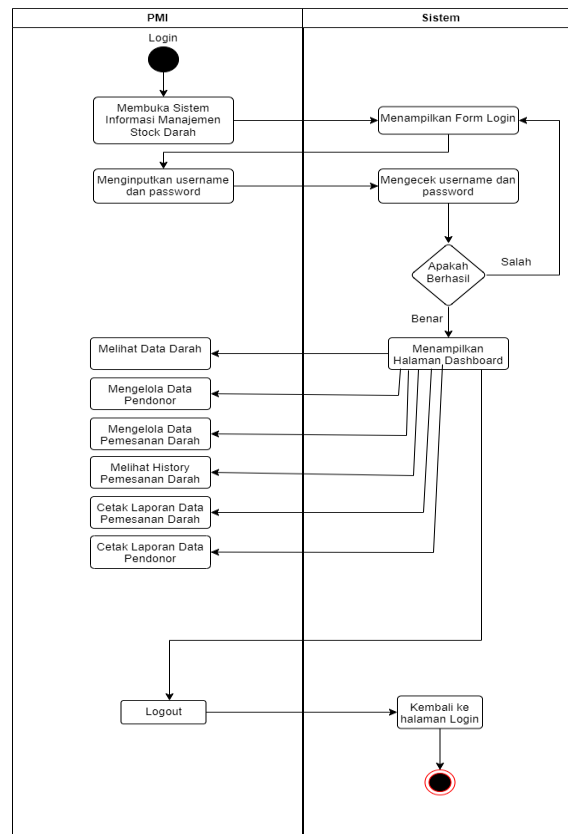 PMI
Sistem
Login
Membuka Sistem
Informasi Manajemen
Stock Darah
Menampilkan Form Login
Menginputkan username
dan password
Mengecek username dan
password
Apakah
Berhasil
Salah
Benar
Menampilkan
Halaman Dashboard
Melihat Data Darah
Mengelola Data
Pendonor
Mengelola Data
Pemesanan Darah
Melihat History
Pemesanan Darah
Cetak Laporan Data
Pemesanan Darah
Cetak Laporan Data
Pendonor
Logout
Kembali ke
halaman Login